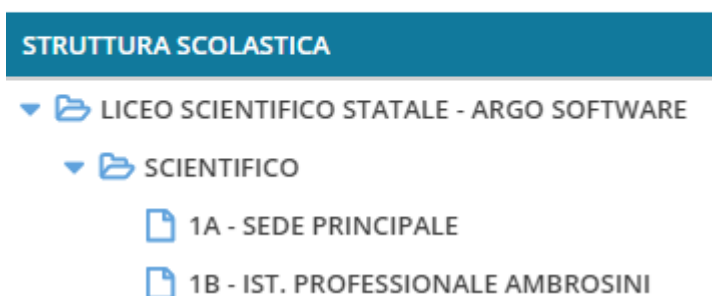 STRUTTURA SCOLASTICA
LICEO SCIENTIFICO STATALE - ARGO SOFTWARE
SCIENTIFICO
1A - SEDE PRINCIPALE
1B - IST. PROFESSIONALE AMBROSINI